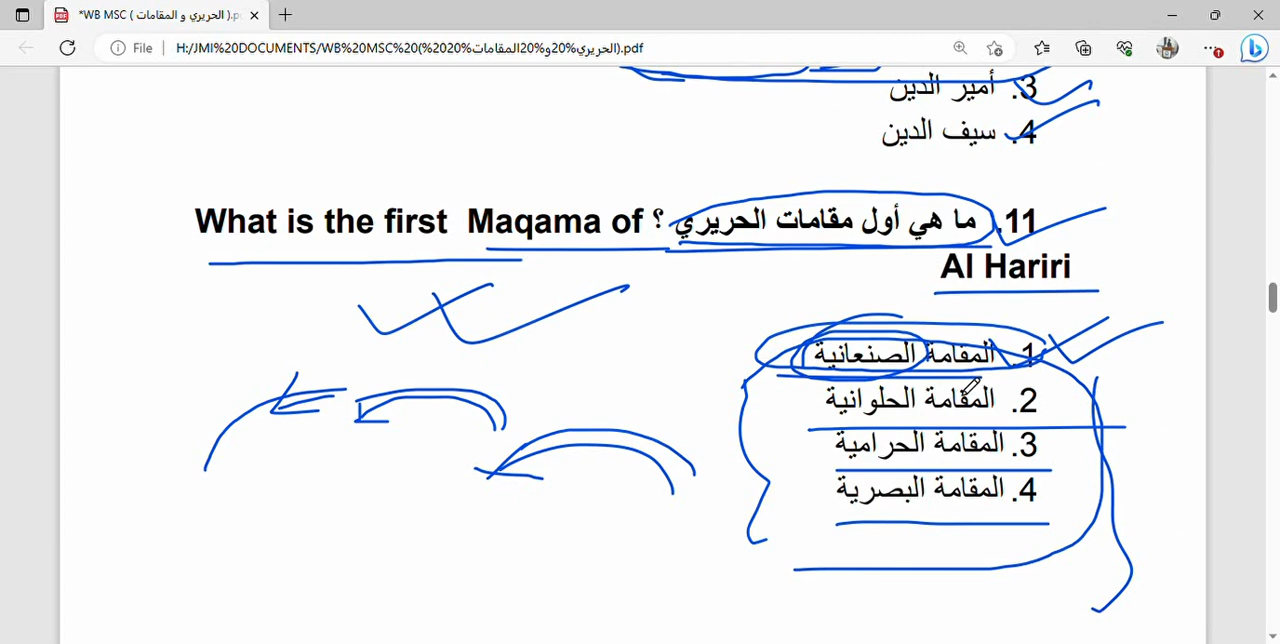 *WB MSC ( الحريري و المقامات).p
File H:/JMI%20DOCUMENTS/WB%20MSC%20(%2020%الحريري%20و%20المقامات).pdf
3. أمير الدين
4. سيف الدين
11. ما هي أول مقامات الحريري ؟ What is the first Maqama of
Al Hariri
1. المقامة الصنعانية
2. المقامة الحلوانية
3. المقامة الحرامية
4. المقامة البصرية